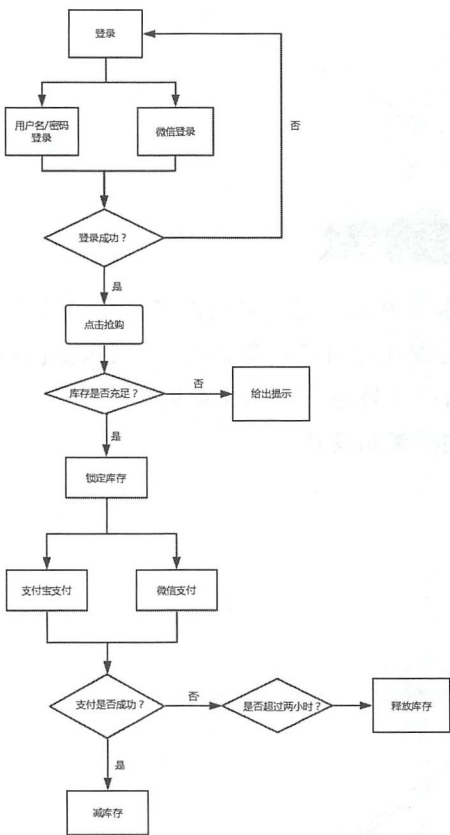 登录
用户名/密码
登录
微信登录
否
登录成功？
是
点击抢购
库存是否充足？
否
给出提示
是
锁定库存
支付宝支付
微信支付
支付是否成功？
否
是否超过两小时？
释放库存
是
减库存